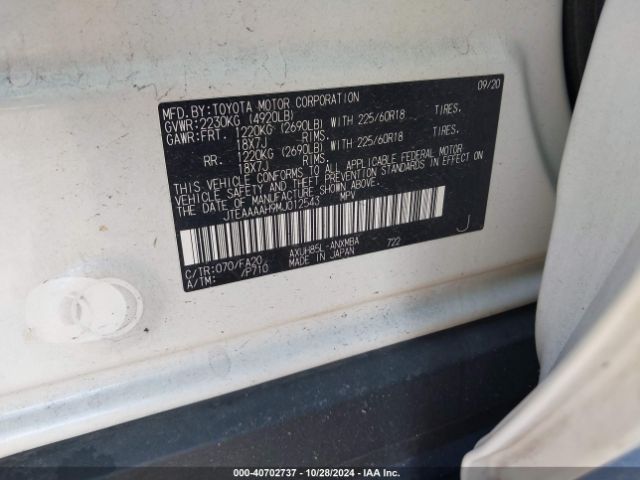 MFD.BY:TOYOTA MOTOR CORPORATION 09/20
GVWR:2230KG (4920LB)
GAWR:FRT. 1220KG (2690LB) WITH 225/60R18 TIRES.
18X7J RIMS.
RR. 1220KG (2690LB) WITH 225/60R18 TIRES.
18X7J RIMS.
THIS VEHICLE CONFORMS TO ALL APPLICABLE FEDERAL MOTOR
VEHICLE SAFETY AND THEFT PREVENTION STANDARDS IN EFFECT
ON THE DATE OF MANUFACTURE SHOWN ABOVE.
JTEAAAAH9MJ012543 MPV
C/TR:070/FA20 AXUH85L-ANXMBA 722 J
A/TM: /P710 MADE IN JAPAN
000-40702737 - 10/28/2024 - IAA Inc.